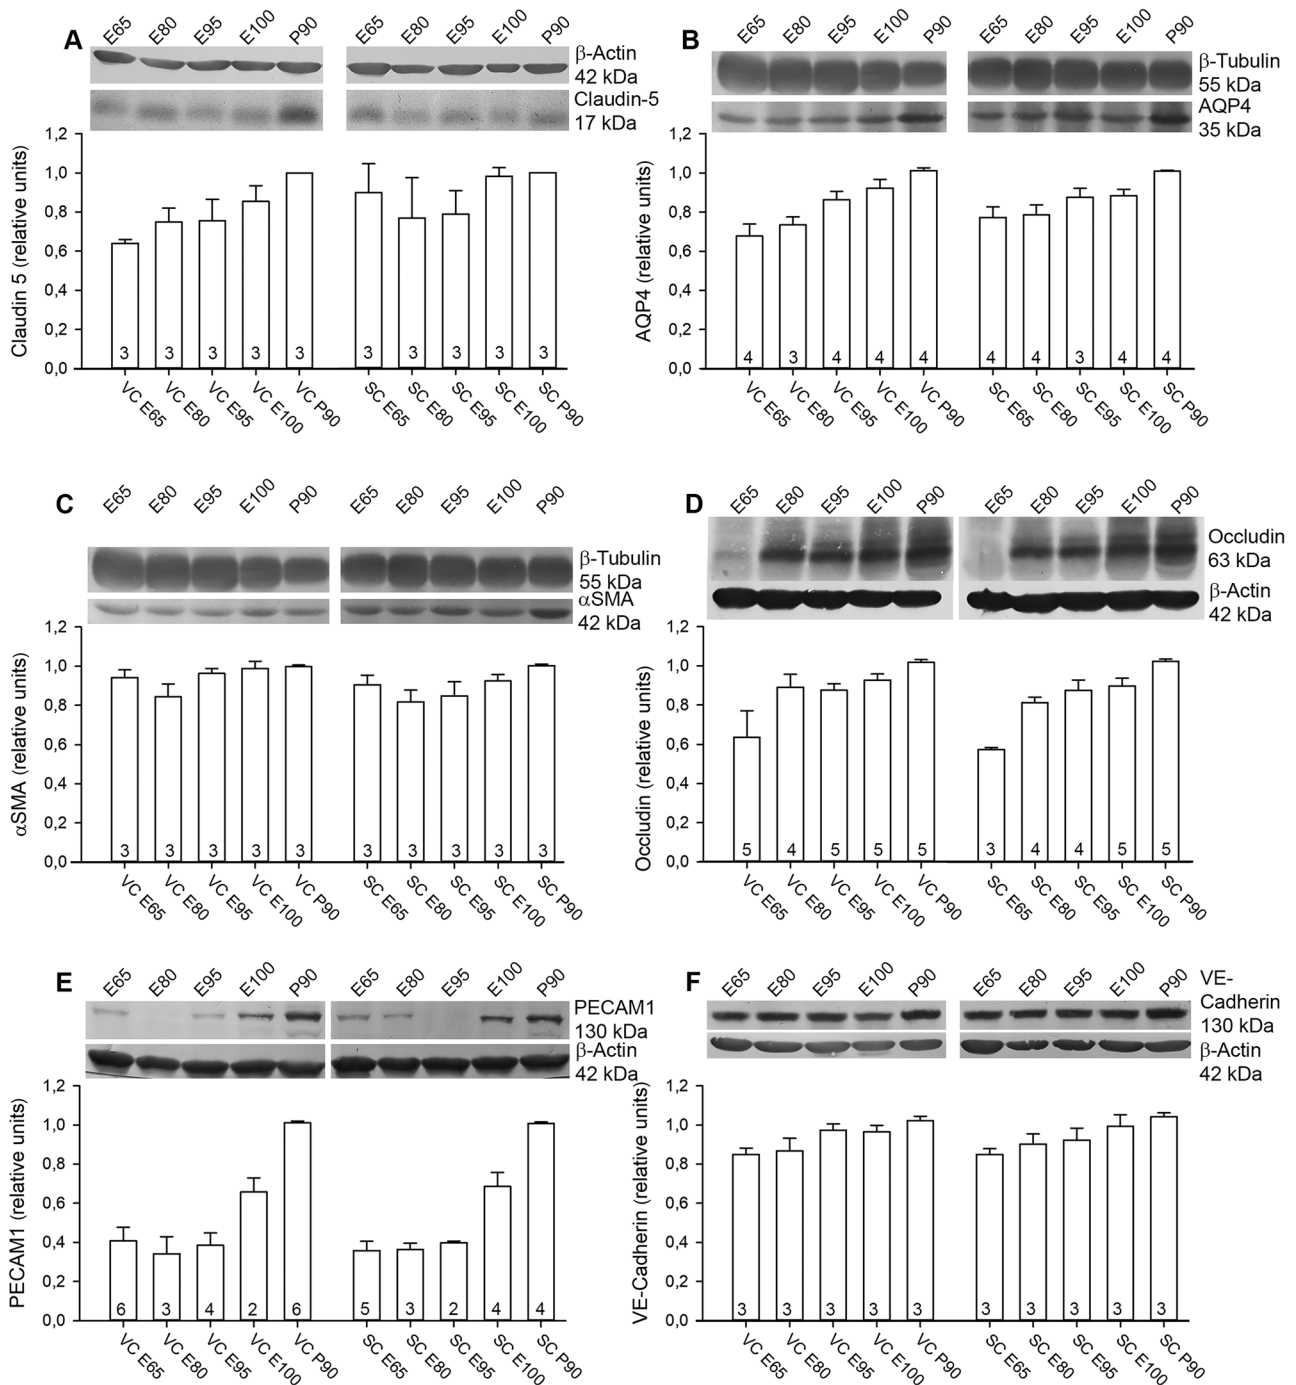 A
E65 E80 E95 E100 P90 E65 E80 E95 E100 P90
β-Actin
42 kDa
Claudin-5
17 kDa
Claudin 5 (relative units)
1,2
1,0
0,8
0,6
0,4
0,2
0,0
3 3 3 3 3 3 3 3 3 3
VC E65 VC E80 VC E95 VC E100 VC P90 SC E65 SC E80 SC E95 SC E100 SC P90
B
E65 E80 E95 E100 P90 E65 E80 E95 E100 P90
β-Tubulin
55 kDa
AQP4
35 kDa
AQP4 (relative units)
1,2
1,0
0,8
0,6
0,4
0,2
0,0
4 3 4 4 4 4 4 3 4 4
VC E65 VC E80 VC E95 VC E100 VC P90 SC E65 SC E80 SC E95 SC E100 SC P90
C
E65 E80 E95 E100 P90 E65 E80 E95 E100 P90
β-Tubulin
55 kDa
αSMA
42 kDa
αSMA (relative units)
1,2
1,0
0,8
0,6
0,4
0,2
0,0
3 3 3 3 3 3 3 3 3 3
VC E65 VC E80 VC E95 VC E100 VC P90 SC E65 SC E80 SC E95 SC E100 SC P90
D
E65 E80 E95 E100 P90 E65 E80 E95 E100 P90
Occludin
63 kDa
β-Actin
42 kDa
Occludin (relative units)
1,2
1,0
0,8
0,6
0,4
0,2
0,0
5 4 5 5 5 3 4 4 5 5
VC E65 VC E80 VC E95 VC E100 VC P90 SC E65 SC E80 SC E95 SC E100 SC P90
E
E65 E80 E95 E100 P90 E65 E80 E95 E100 P90
PECAM1
130 kDa
β-Actin
42 kDa
PECAM1 (relative units)
1,2
1,0
0,8
0,6
0,4
0,2
0,0
6 3 4 2 6 5 3 2 4 4
VC E65 VC E80 VC E95 VC E100 VC P90 SC E65 SC E80 SC E95 SC E100 SC P90
F
E65 E80 E95 E100 P90 E65 E80 E95 E100 P90
VE-
Cadherin
130 kDa
β-Actin
42 kDa
VE-Cadherin (relative units)
1,2
1,0
0,8
0,6
0,4
0,2
0,0
3 3 3 3 3 3 3 3 3 3
VC E65 VC E80 VC E95 VC E100 VC P90 SC E65 SC E80 SC E95 SC E100 SC P90